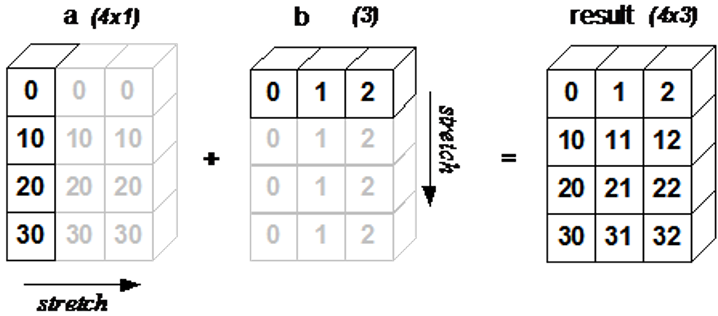 a (4x1) b (3) result (4x3)
0 0 0 0 1 2 0 1 2
10 10 10 0 1 2 10 11 12
stretch
+ =
20 20 20 0 1 2 20 21 22
30 30 30 0 1 2 30 31 32
stretch